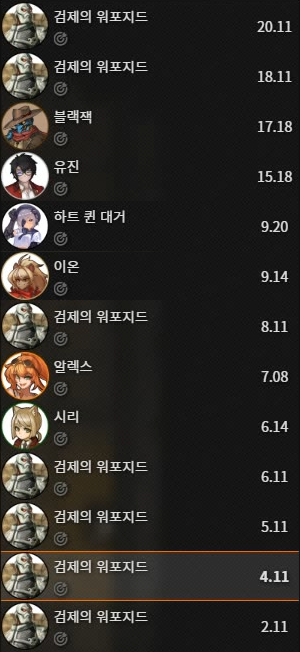 검제의 워포지드
20.11
검제의 워포지드
18.11
블랙잭
17.18
유진
15.18
하트 퀸 대거
9.20
이온
9.14
검제의 워포지드
8.11
알렉스
7.08
시리
6.14
검제의 워포지드
6.11
검제의 워포지드
5.11
검제의 워포지드
4.11
검제의 워포지드
2.11